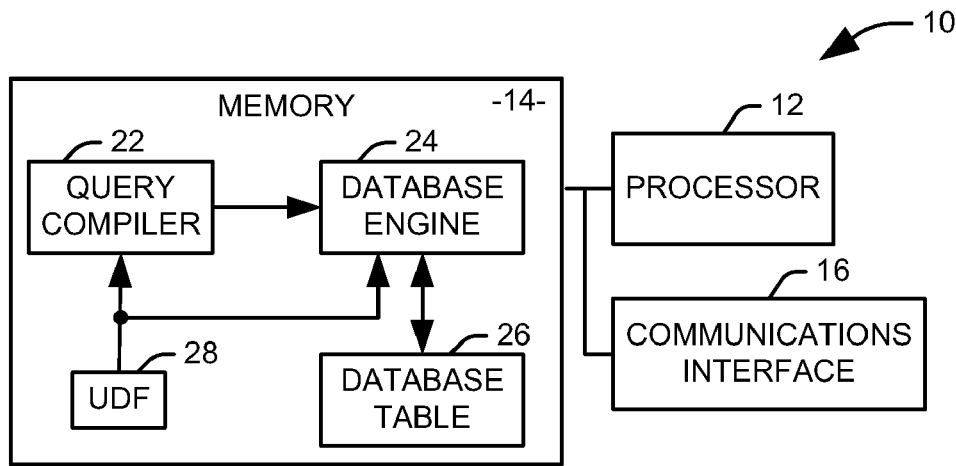 10
MEMORY
-14-
22
QUERY
COMPILER
24
DATABASE
ENGINE
12
PROCESSOR
16
COMMUNICATIONS
INTERFACE
28
UDF
26
DATABASE
TABLE